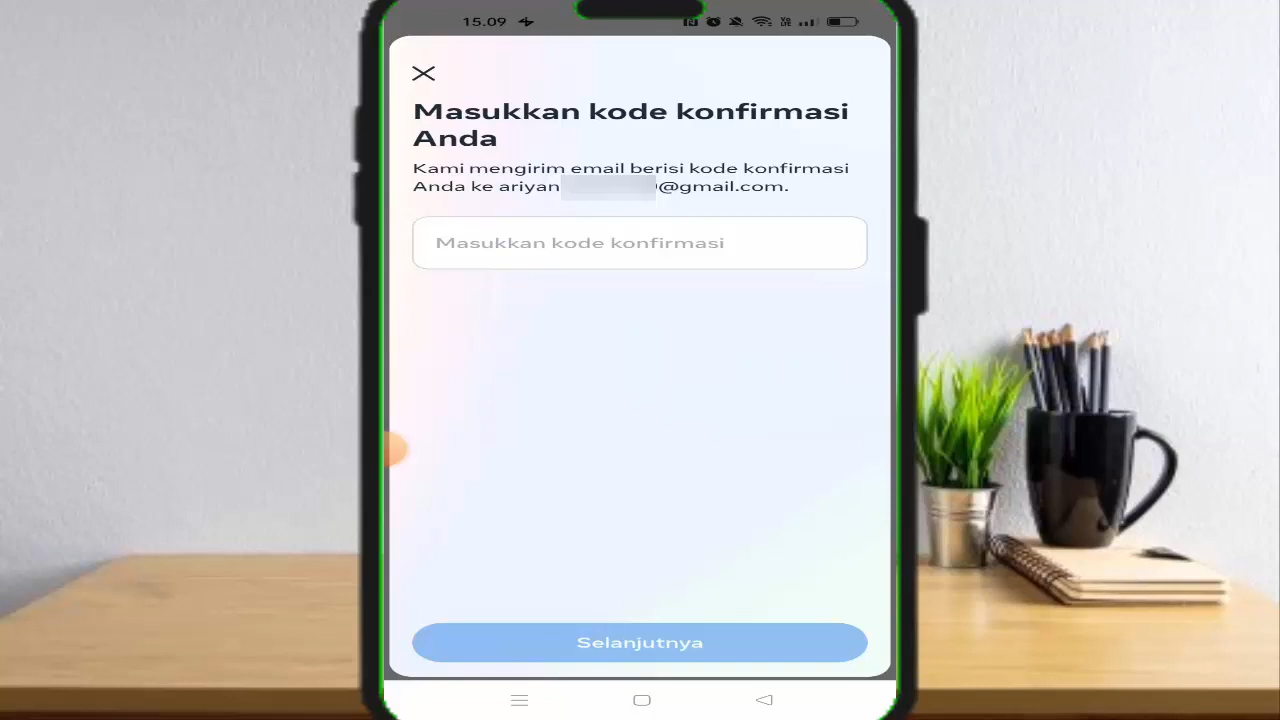 15.09
Masukkan kode konfirmasi
Anda
Kami mengirim email berisi kode konfirmasi
Anda ke ariyan @gmail.com.
Masukkan kode konfirmasi
Selanjutnya